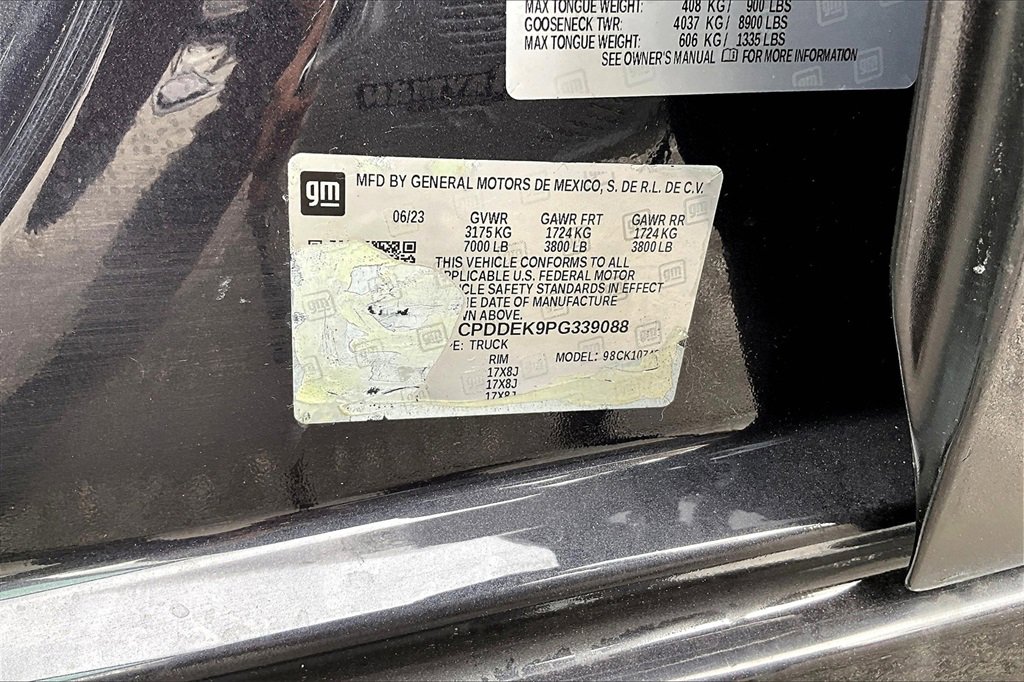 MAX TONGUE WEIGHT: 408 KG/ 900 LBS
GOOSENECK TWR: 4037 KG/ 8900 LBS
MAX TONGUE WEIGHT: 606 KG/ 1335 LBS
SEE OWNER'S MANUAL FOR MORE INFORMATION
gm MFD BY GENERAL MOTORS DE MEXICO, S. DE R.L. DE C.V.
06/23 GVWR GAWR FRT GAWR RR
3175 KG 1724 KG 1724 KG
7000 LB 3800 LB 3800 LB
THIS VEHICLE CONFORMS TO ALL
PPLICABLE U.S. FEDERAL MOTOR
ICLE SAFETY STANDARDS IN EFFECT
HE DATE OF MANUFACTURE
WN ABOVE.
CPDDEK9PG339088
E: TRUCK
RIM MODEL: 98CK1074
17X8J
17X8J
17X8J